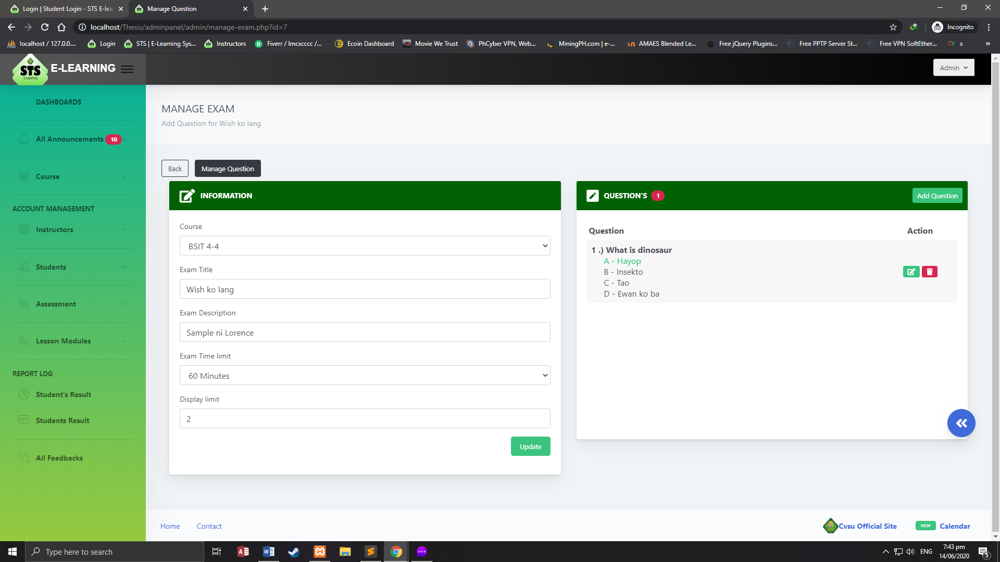 Login | Student Login - STS E-lea
Manage Question
localhost/Thesis/adminpanel/admin/manage-exam.php?id=7
Incognito
localhost / 127.0.0....
Login
STS | E-Learning Sys...
Instructors
Fiverr / lrncxcccc /...
Ecoin Dashboard
Movie We Trust
PhCyber VPN, Web...
MiningPH.com | e-...
AMAES Blended Le...
Free jQuery Plugins...
Free PPTP Server St...
Free VPN SoftEther...
s
»
STS
E-Learning
E-LEARNING
Admin
DASHBOARDS
All Announcements 10
Course
ACCOUNT MANAGEMENT
Instructors
Students
Assessment
Lesson Modules
REPORT LOG
Student's Result
Students Result
All Feedbacks
MANAGE EXAM
Add Question for Wish ko lang
Back
Manage Question
INFORMATION
Course
BSIT 4-4
Exam Title
Wish ko lang
Exam Description
Sample ni Lorence
Exam Time limit
60 Minutes
Display limit
2
Update
QUESTION'S 1
Add Question
Question
Action
1 .) What is dinosaur
A - Hayop
B - Insekto
C - Tao
D - Ewan ko ba
Home
Contact
Cvsu Official Site
NEW
Calendar
Type here to search
ENG
7:43 pm
14/06/2020
5